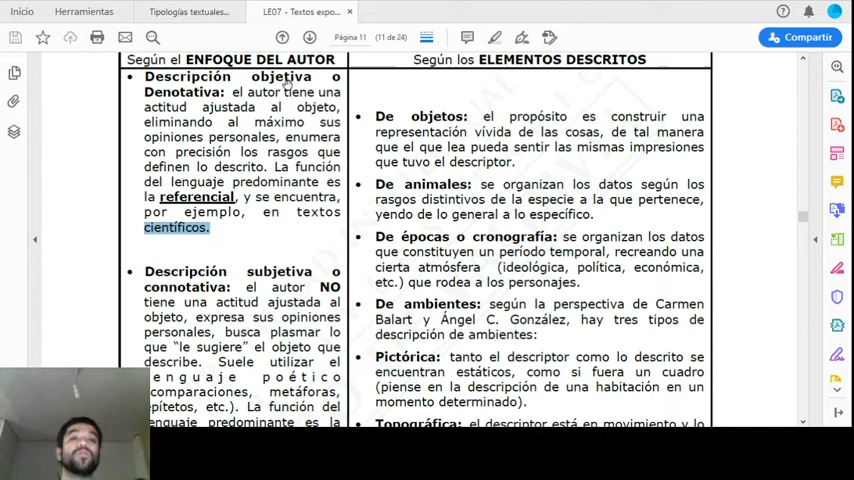 Inicio
Herramientas
Tipologías textuales...
LE07 - Textos expo... ×
Página 11
(11 de 24)
Compartir
Según el ENFOQUE DEL AUTOR
• Descripción objetiva o
Denotativa: el autor tiene una
actitud ajustada al objeto,
eliminando al máximo sus
opiniones personales, enumera
con precisión los rasgos que
definen lo descrito. La función
del lenguaje predominante es
la referencial, y se encuentra,
por ejemplo, en textos
científicos.
• Descripción subjetiva o
connotativa: el autor NO
tiene una actitud ajustada al
objeto, expresa sus opiniones
personales, busca plasmar lo
que “le sugiere” el objeto que
describe. Suele utilizar el
lenguaje poético
(comparaciones, metáforas,
epítetos, etc.). La función del
lenguaje predominante es la
Según los ELEMENTOS DESCRITOS
• De objetos: el propósito es construir una
representación vívida de las cosas, de tal manera
que el que lea pueda sentir las mismas impresiones
que tuvo el descriptor.
• De animales: se organizan los datos según los
rasgos distintivos de la especie a la que pertenece,
yendo de lo general a lo específico.
• De épocas o cronografía: se organizan los datos
que constituyen un período temporal, recreando una
cierta atmósfera (ideológica, política, económica,
etc.) que rodea a los personajes.
• De ambientes: según la perspectiva de Carmen
Balart y Ángel C. González, hay tres tipos de
descripción de ambientes:
• Pictórica: tanto el descriptor como lo descrito se
encuentran estáticos, como si fuera un cuadro
(piense en la descripción de una habitación en un
momento determinado).
• Topográfica: el descriptor está en movimiento y lo